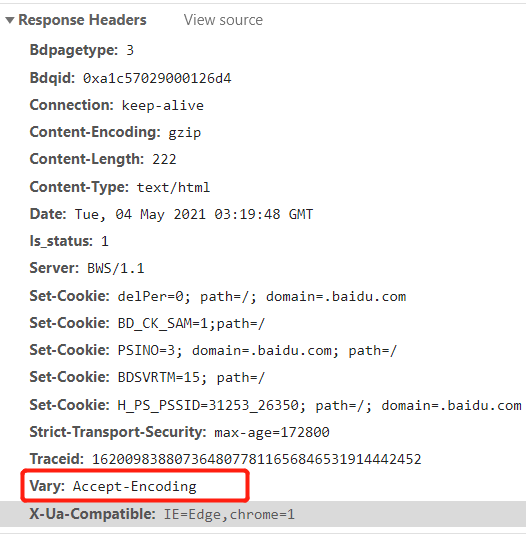 Response Headers View source
Bdpagetype: 3
Bdqid: 0xa1c57029000126d4
Connection: keep-alive
Content-Encoding: gzip
Content-Length: 222
Content-Type: text/html
Date: Tue, 04 May 2021 03:19:48 GMT
Is_status: 1
Server: BWS/1.1
Set-Cookie: delPer=0; path=/; domain=.baidu.com
Set-Cookie: BD_CK_SAM=1;path=/
Set-Cookie: PSINO=3; domain=.baidu.com; path=/
Set-Cookie: BDSVRTM=15; path=/
Set-Cookie: H_PS_PSSID=31253_26350; path=/; domain=.baidu.com
Strict-Transport-Security: max-age=172800
Traceid: 1620098388073648077811656846531914442452
Vary: Accept-Encoding
X-Ua-Compatible: IE=Edge,chrome=1